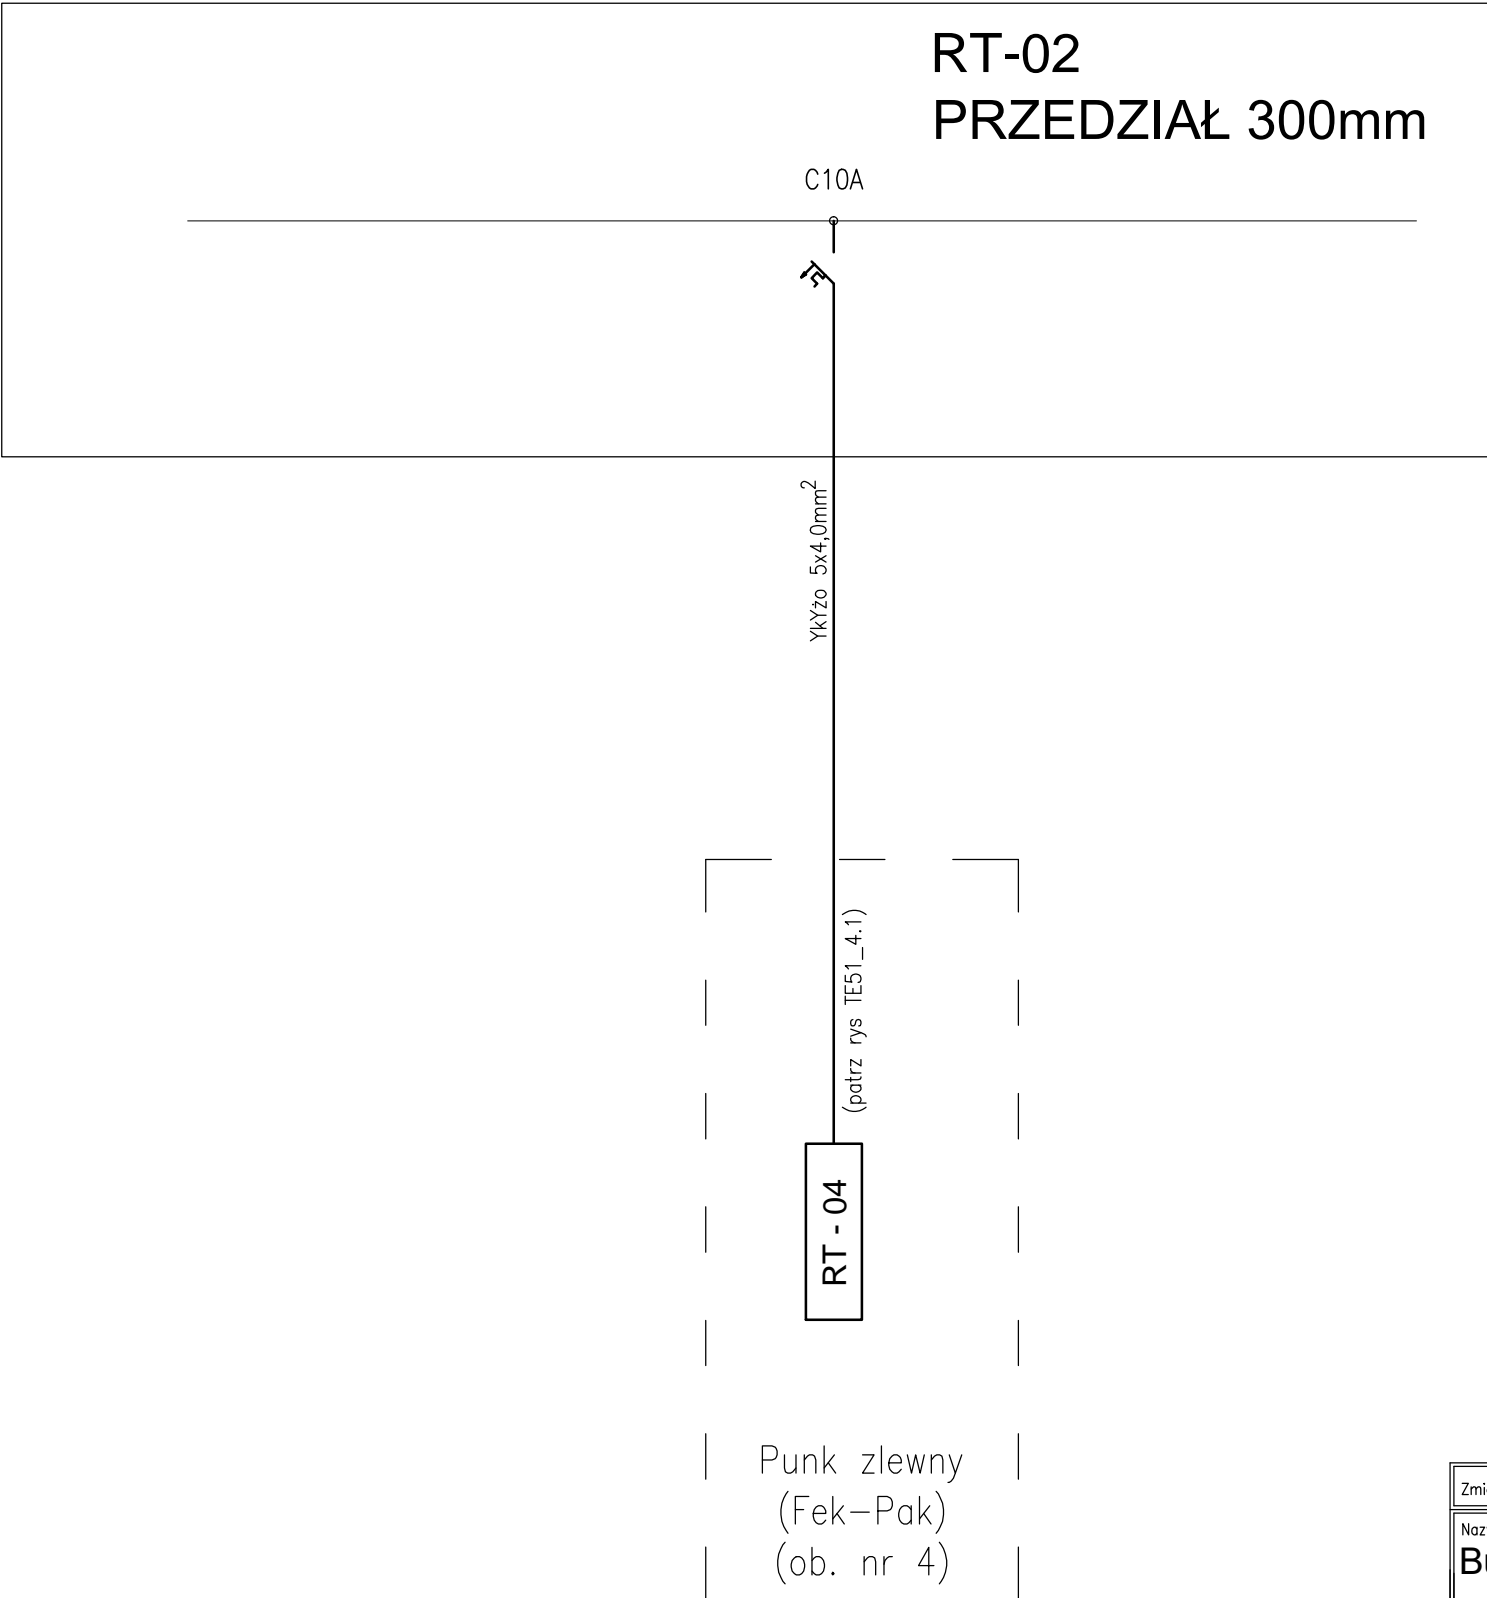 RT-02
PRZEDZIAŁ 300mm
C10A
YkYżo 5x4,0mm²
(patrz rys TE51_4.1)
RT - 04
Punk zlewny
(Fek-Pak)
(ob. nr 4)